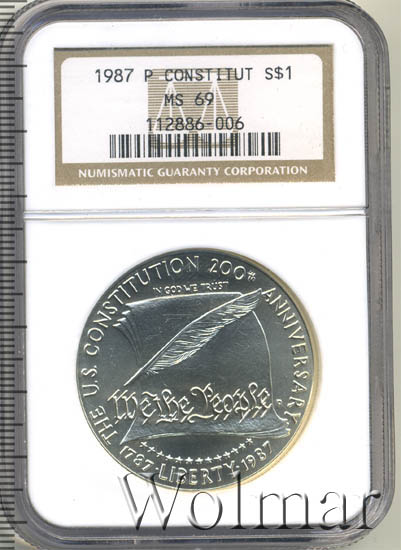 1987 P CONSTITUT S$1
MS 69
112886-006
NUMISMATIC GUARANTY CORPORATION
THE U.S. CONSTITUTION 200TH ANNIVERSARY
IN GOD WE TRUST
We the People
1787·LIBERTY·1987
Wolmar